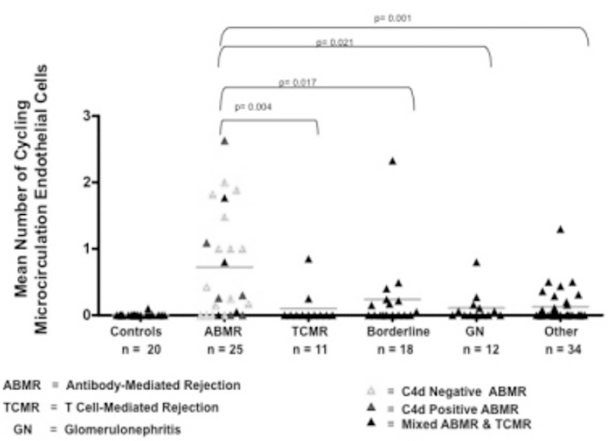 p= 0.001
p= 0.021
p= 0.017
p= 0.004
Mean Number of Cycling
Microcirculation Endothelial Cells
3
2
1
0
Controls ABMR TCMR Borderline GN Other
n = 20 n = 25 n = 11 n = 18 n = 12 n = 34
ABMR = Antibody-Mediated Rejection
TCMR = T Cell-Mediated Rejection
GN = Glomerulonephritis
= C4d Negative ABMR
= C4d Positive ABMR
= Mixed ABMR & TCMR